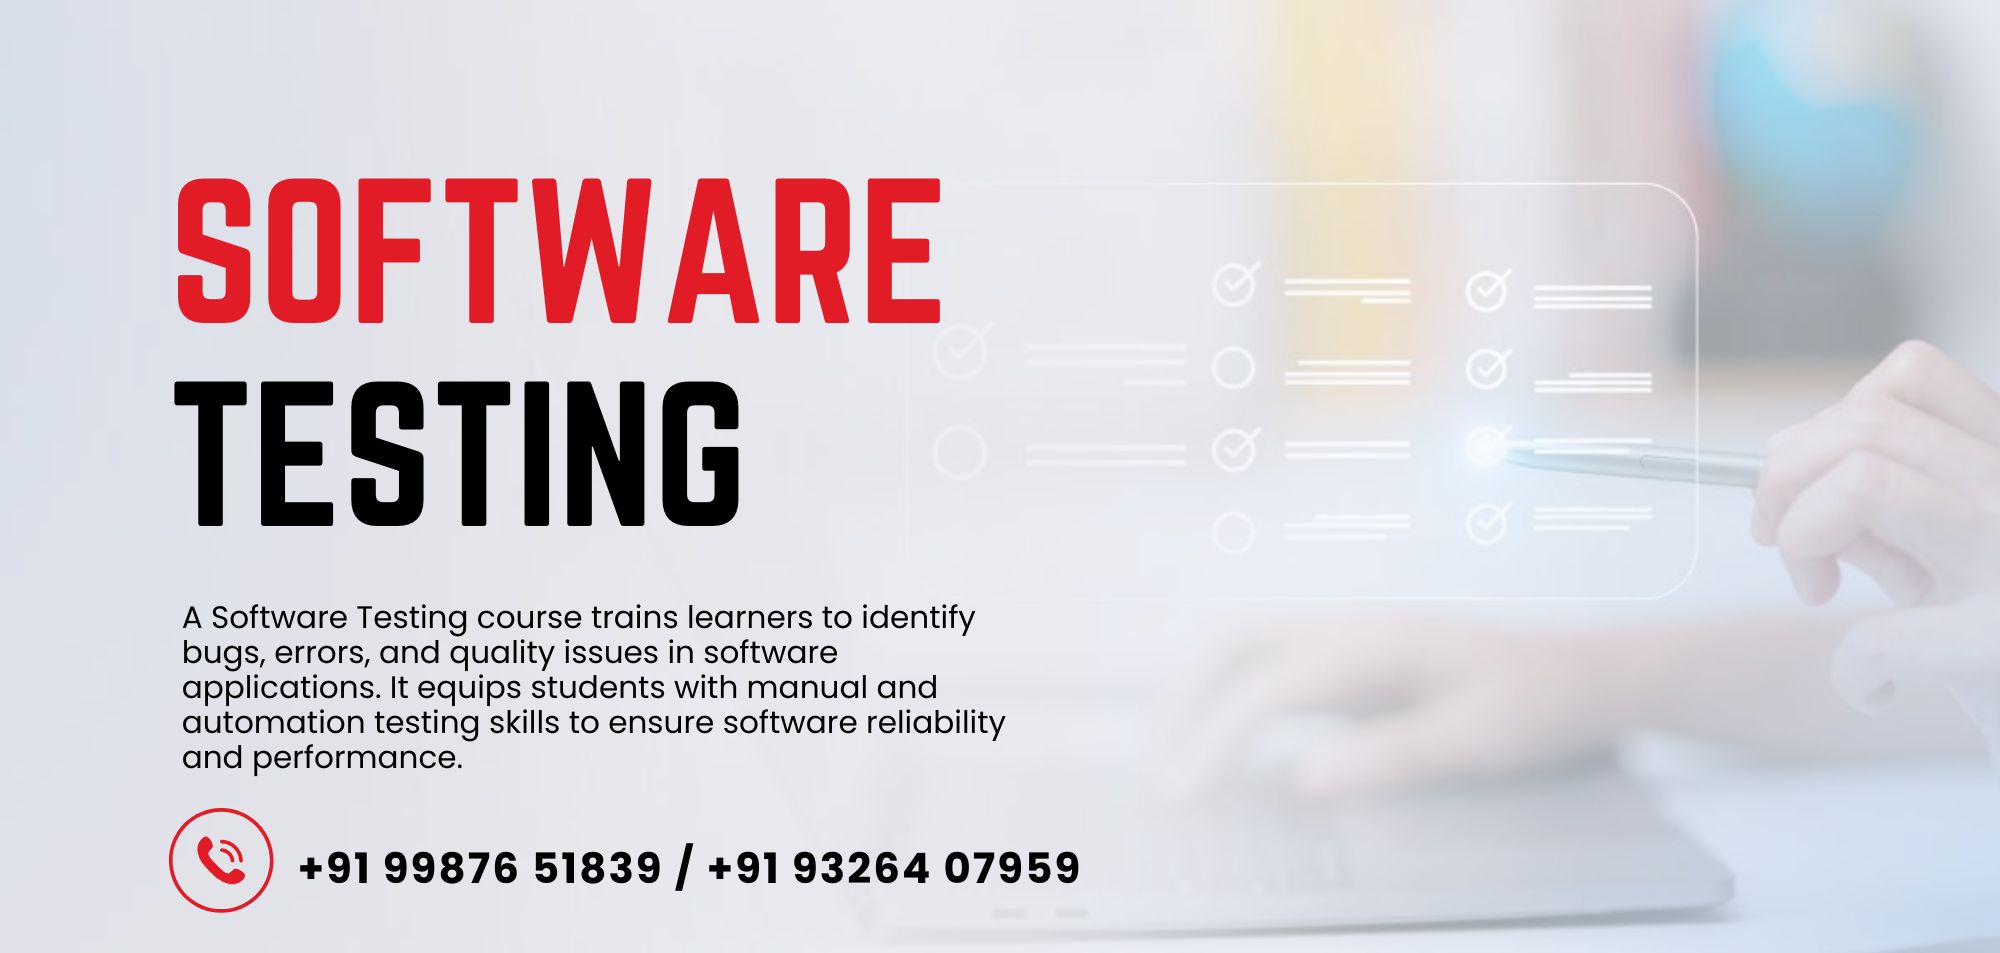 SOFTWARE
TESTING
A Software Testing course trains learners to identify
bugs, errors, and quality issues in software
applications. It equips students with manual and
automation testing skills to ensure software reliability
and performance.
+91 99876 51839 / +91 93264 07959